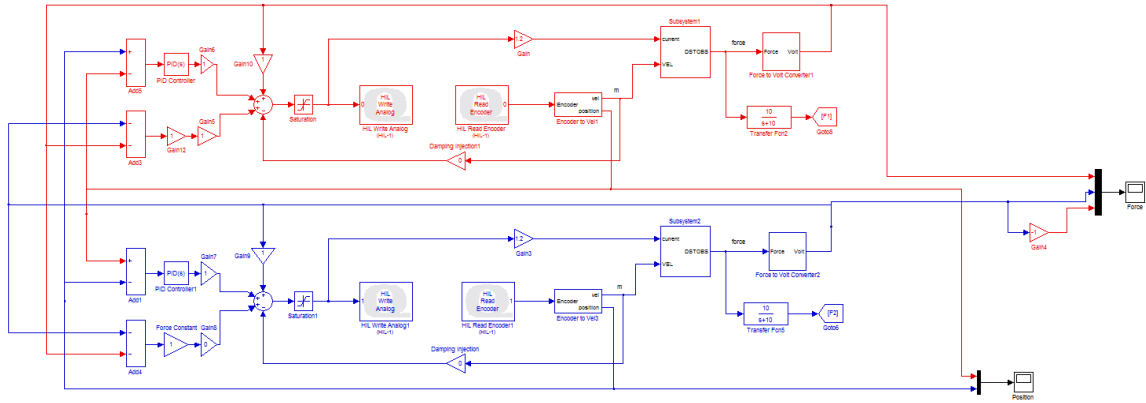 Subsystem1
current
VEL
DSTOBS
force
Force
Volt
Force to Volt Converter1
Gain
1.2
Gain6
1
Gain10
1
PID(s)
PID Controller
Add5
Saturation
0
HIL
Write
Analog
HIL Write Analog
(HIL-1)
HIL
Read
Encoder
0
HIL Read Encoder
(HIL-1)
Encoder
vel
position
Encoder to Vel1
m
10
s+10
Transfer Fcn2
[F1]
Goto5
Add3
1
Gain12
Gain5
1
Damping Injection1
0
Force
-1
Gain4
Subsystem2
current
VEL
DSTOBS
force
Force
Volt
Force to Volt Converter2
1.2
Gain3
Gain7
1
Gain9
1
PID(s)
PID Controller1
Add1
Saturation1
1
HIL
Write
Analog
HIL Write Analog1
(HIL-1)
HIL
Read
Encoder
1
HIL Read Encoder1
(HIL-1)
Encoder
vel
position
Encoder to Vel3
m
10
s+10
Transfer Fcn5
[F2]
Goto6
Add4
Force Constant
1
Gain8
0
Damping Injection
0
Position